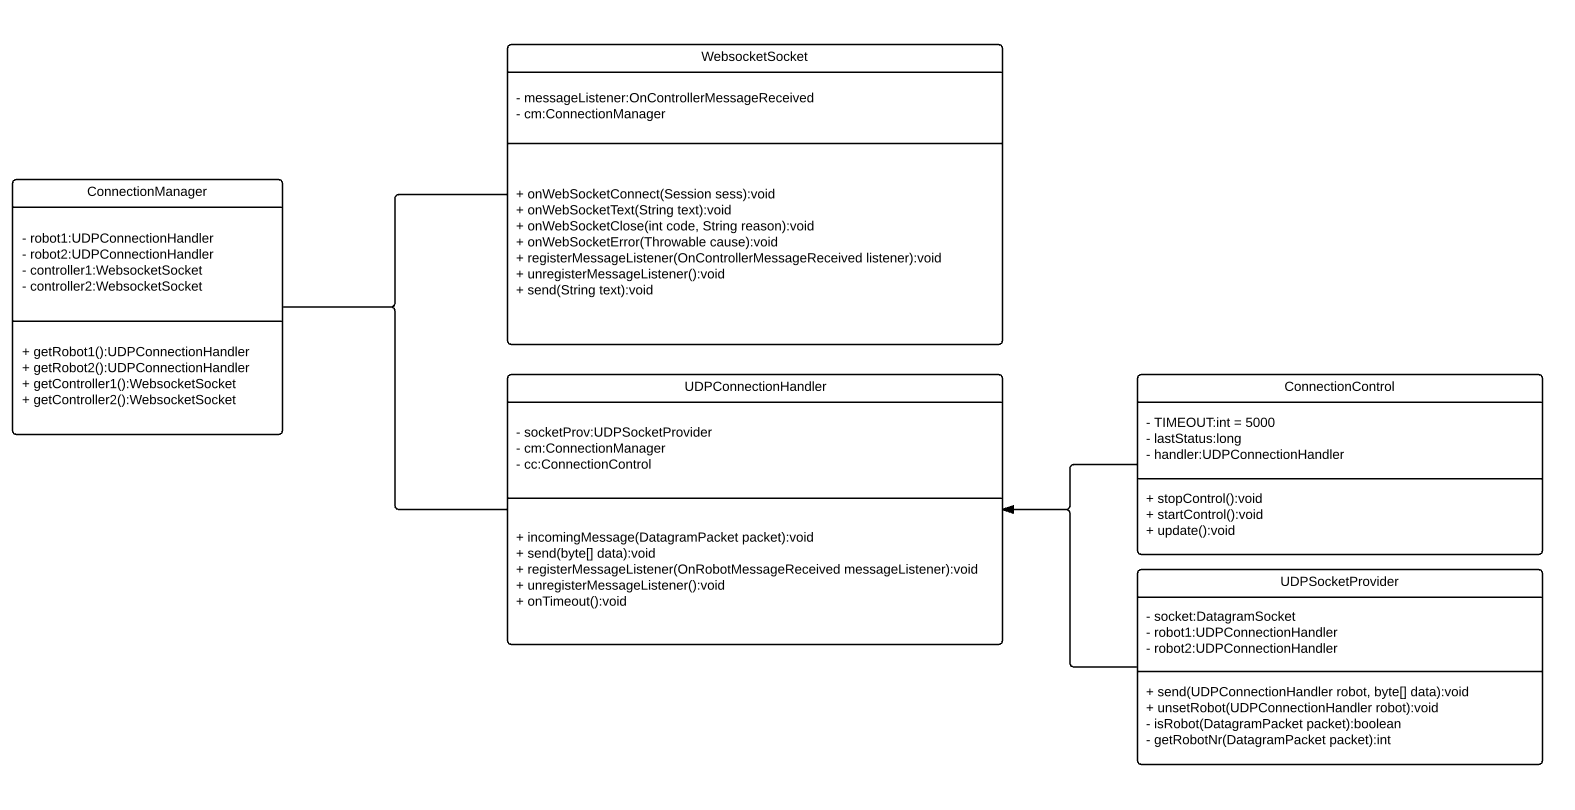 WebsocketSocket
- messageListener:OnControllerMessageReceived
- cm:ConnectionManager
+ onWebSocketConnect(Session sess):void
+ onWebSocketText(String text):void
+ onWebSocketClose(int code, String reason):void
+ onWebSocketError(Throwable cause):void
+ registerMessageListener(OnControllerMessageReceived listener):void
+ unregisterMessageListener():void
+ send(String text):void
ConnectionManager
- robot1:UDPConnectionHandler
- robot2:UDPConnectionHandler
- controller1:WebsocketSocket
- controller2:WebsocketSocket
+ getRobot1():UDPConnectionHandler
+ getRobot2():UDPConnectionHandler
+ getController1():WebsocketSocket
+ getController2():WebsocketSocket
UDPConnectionHandler
- socketProv:UDPSocketProvider
- cm:ConnectionManager
- cc:ConnectionControl
+ incomingMessage(DatagramPacket packet):void
+ send(byte[] data):void
+ registerMessageListener(OnRobotMessageReceived messageListener):void
+ unregisterMessageListener():void
+ onTimeout():void
ConnectionControl
- TIMEOUT:int = 5000
- lastStatus:long
- handler:UDPConnectionHandler
+ stopControl():void
+ startControl():void
+ update():void
UDPSocketProvider
- socket:DatagramSocket
- robot1:UDPConnectionHandler
- robot2:UDPConnectionHandler
+ send(UDPConnectionHandler robot, byte[] data):void
+ unsetRobot(UDPConnectionHandler robot):void
- isRobot(DatagramPacket packet):boolean
- getRobotNr(DatagramPacket packet):int